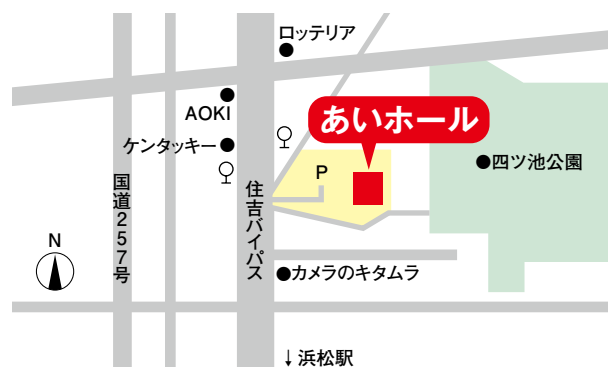 ロッテリア
AOKI
あいホール
ケンタッキー
P
四ツ池公園
国道257号
住吉バイパス
N
カメラのキタムラ
↓浜松駅